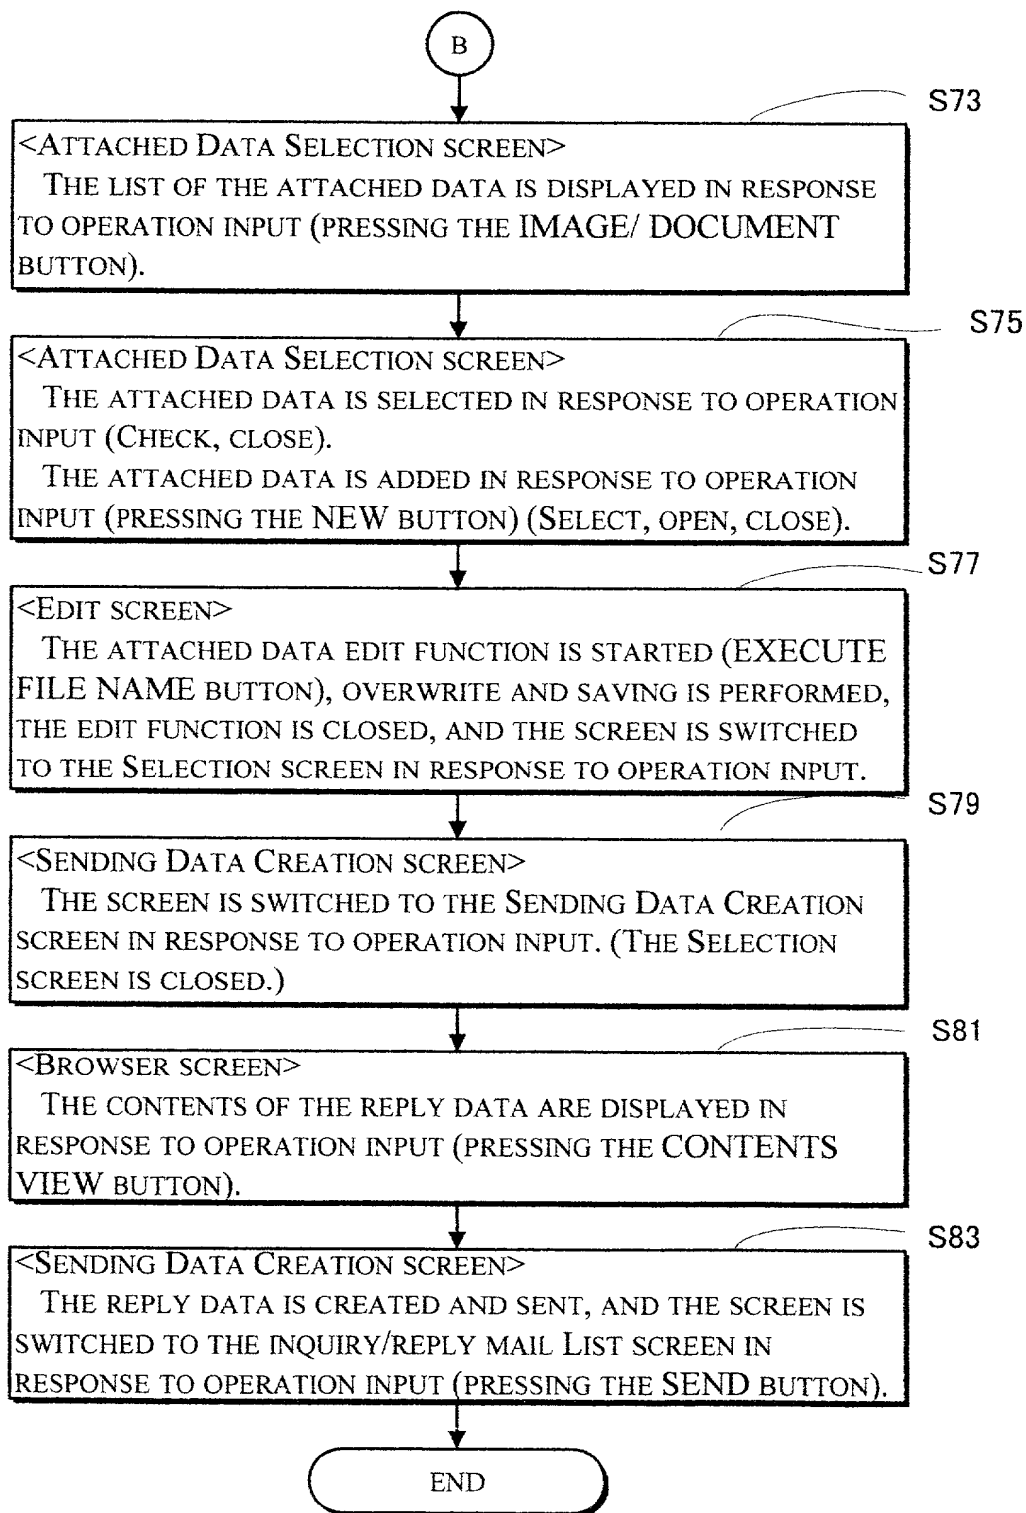 B
S73
<ATTACHED DATA SELECTION SCREEN>
THE LIST OF THE ATTACHED DATA IS DISPLAYED IN RESPONSE
TO OPERATION INPUT (PRESSING THE IMAGE/ DOCUMENT
BUTTON).
S75
<ATTACHED DATA SELECTION SCREEN>
THE ATTACHED DATA IS SELECTED IN RESPONSE TO OPERATION
INPUT (CHECK, CLOSE).
THE ATTACHED DATA IS ADDED IN RESPONSE TO OPERATION
INPUT (PRESSING THE NEW BUTTON) (SELECT, OPEN, CLOSE).
S77
<EDIT SCREEN>
THE ATTACHED DATA EDIT FUNCTION IS STARTED (EXECUTE
FILE NAME BUTTON), OVERWRITE AND SAVING IS PERFORMED,
THE EDIT FUNCTION IS CLOSED, AND THE SCREEN IS SWITCHED
TO THE SELECTION SCREEN IN RESPONSE TO OPERATION INPUT.
S79
<SENDING DATA CREATION SCREEN>
THE SCREEN IS SWITCHED TO THE SENDING DATA CREATION
SCREEN IN RESPONSE TO OPERATION INPUT. (THE SELECTION
SCREEN IS CLOSED.)
S81
<BROWSER SCREEN>
THE CONTENTS OF THE REPLY DATA ARE DISPLAYED IN
RESPONSE TO OPERATION INPUT (PRESSING THE CONTENTS
VIEW BUTTON).
S83
<SENDING DATA CREATION SCREEN>
THE REPLY DATA IS CREATED AND SENT, AND THE SCREEN IS
SWITCHED TO THE INQUIRY/REPLY MAIL LIST SCREEN IN
RESPONSE TO OPERATION INPUT (PRESSING THE SEND BUTTON).
END